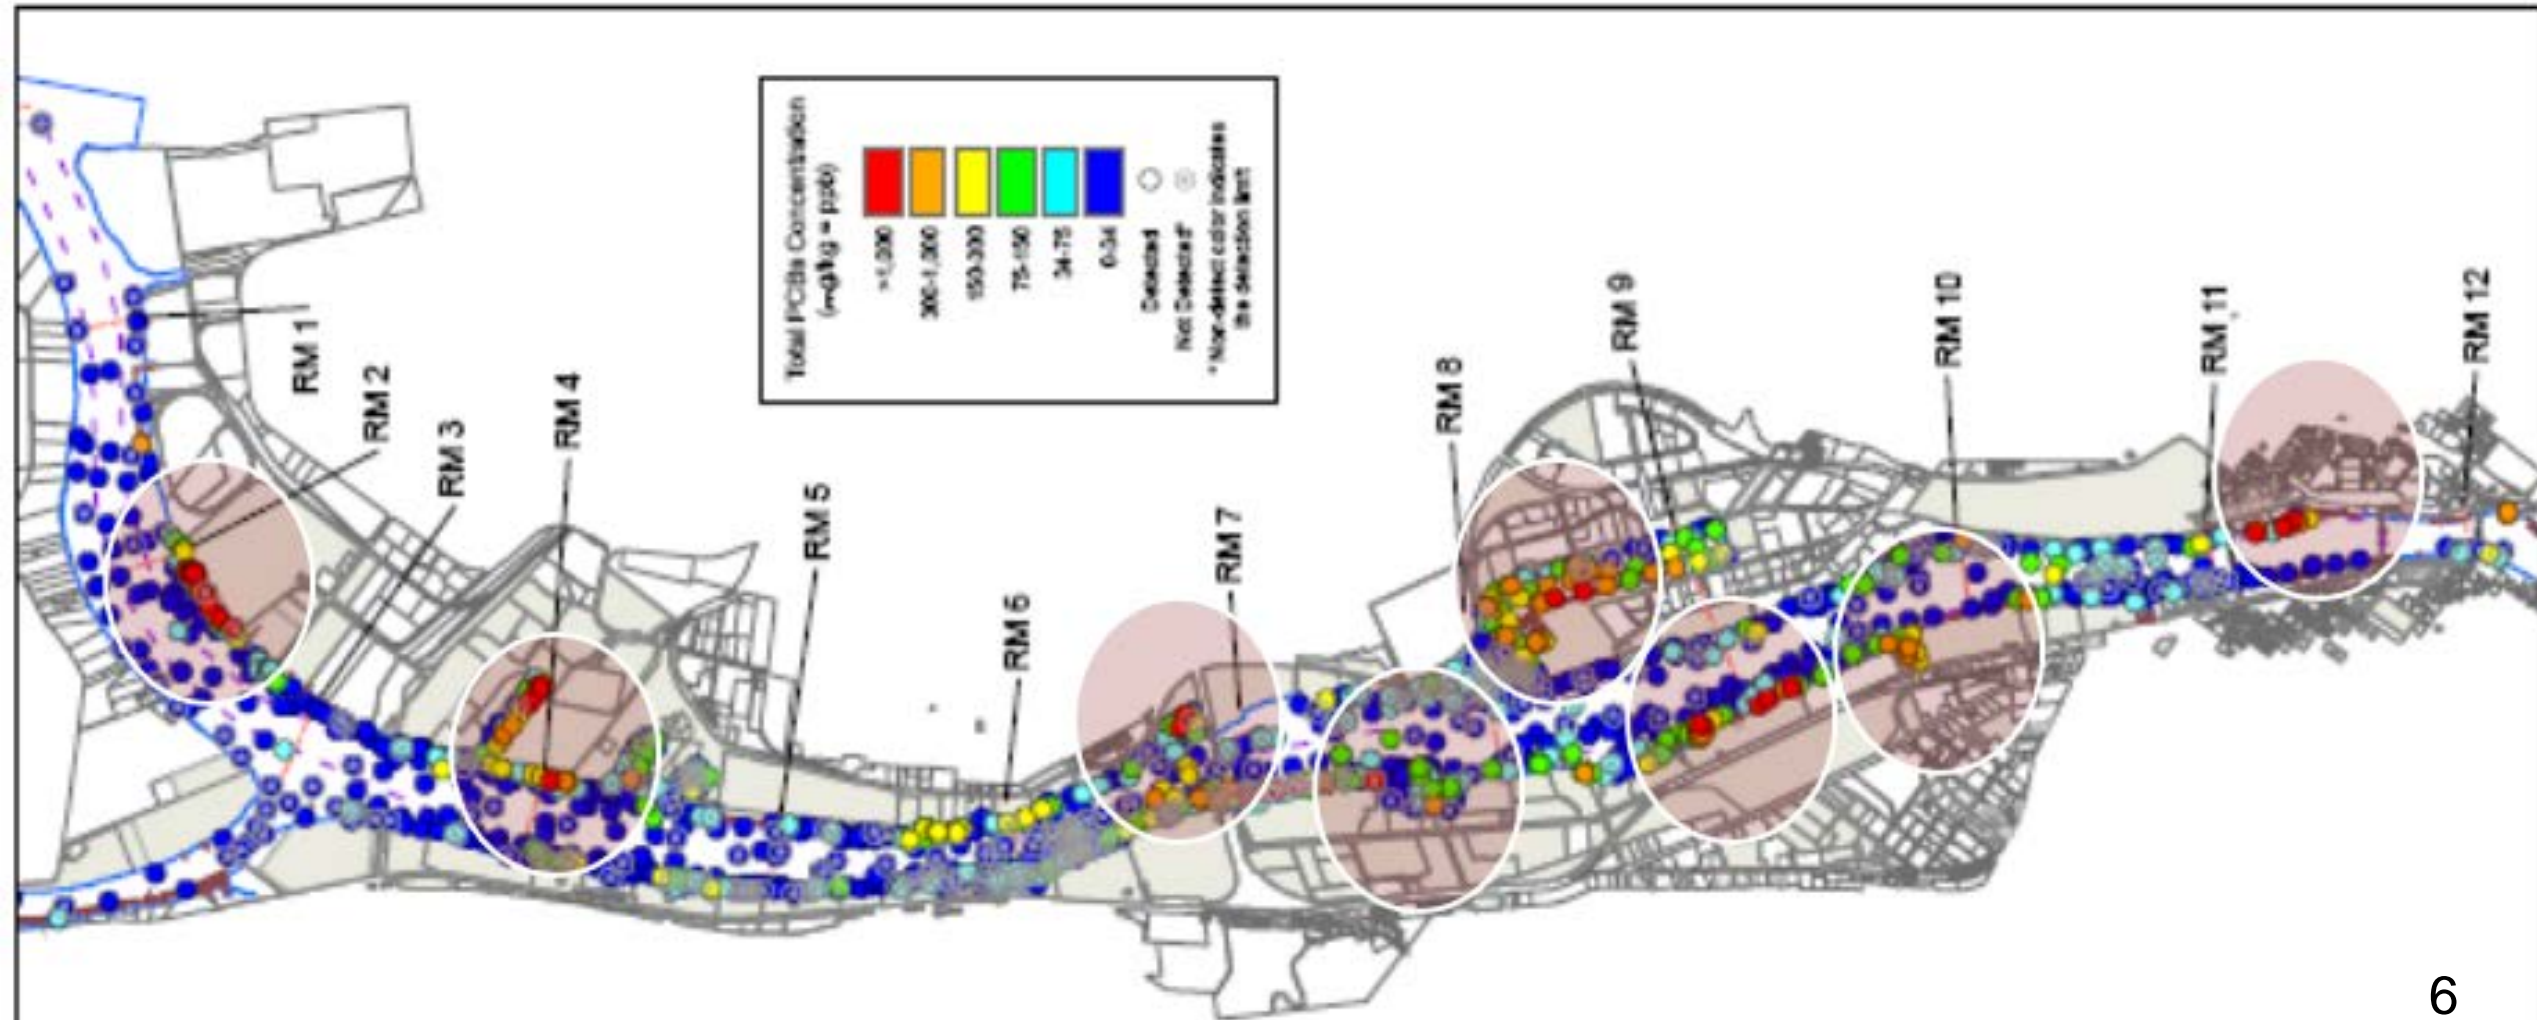 Total PCBs Concentration
(mg/kg = ppb)
>1,000
300-1,000
150-300
75-150
34-75
0-34
Detected
Not Detected*
*Non-detect color indicates
the detection limit
RM 1
RM 2
RM 3
RM 4
RM 5
RM 6
RM 7
RM 8
RM 9
RM 10
RM 11
RM 12
6